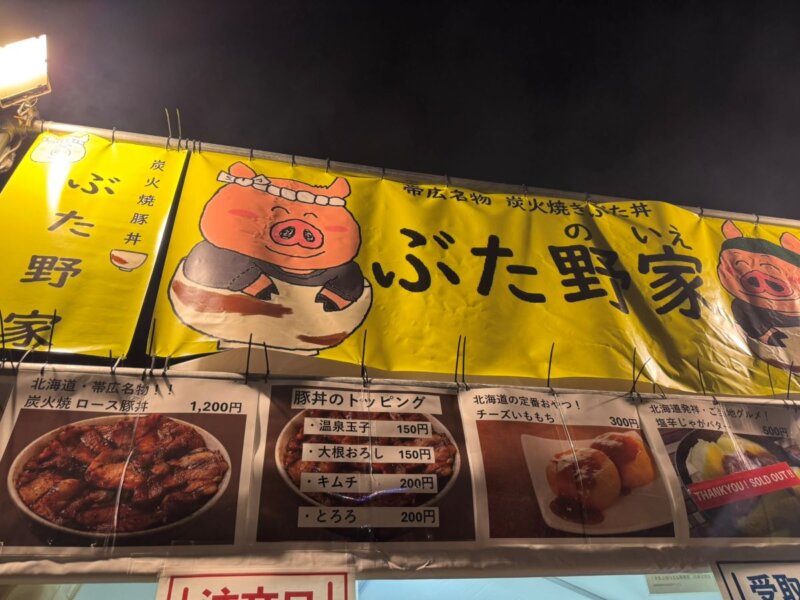 炭火焼豚丼
ぶた野家
帯広名物 炭火焼きぶた丼
のいえ
ぶた野家
北海道・帯広名物!!
炭火焼 ロース豚丼 1,200円
豚丼のトッピング
・温泉玉子 150円
・大根おろし 150円
・キムチ 200円
・とろろ 200円
北海道の定番おやつ!
チーズいももち 300円
北海道発祥・ご当地グルメ!
塩辛じゃがバター 500円
THANKYOU! SOLD OUT!!
注文口
受取